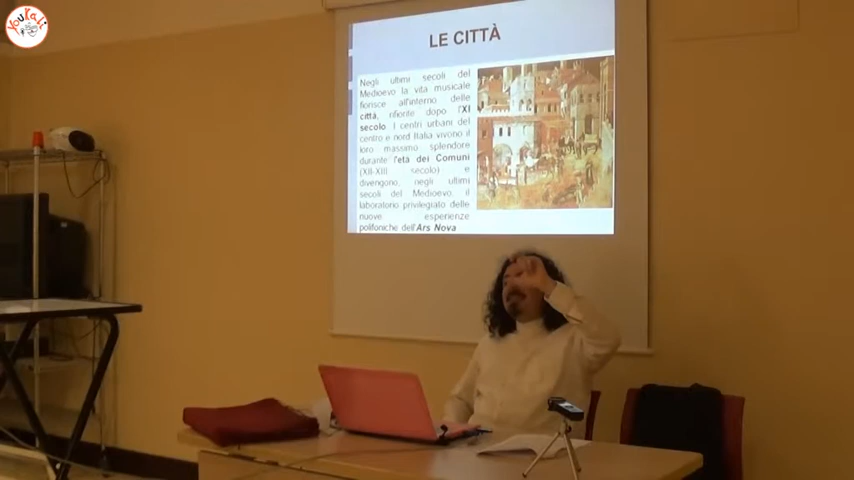 YouKali
LE CITTÀ
Negli ultimi secoli del
Medioevo la vita musicale
fiorisce all'interno delle
città, rifiorite dopo l'XI
secolo. I centri urbani del
centro e nord Italia vivono il
loro massimo splendore
durante l'età dei Comuni
(XII-XIII secolo) e
divengono, negli ultimi
secoli del Medioevo, il
laboratorio privilegiato delle
nuove esperienze
polifoniche dell'Ars Nova